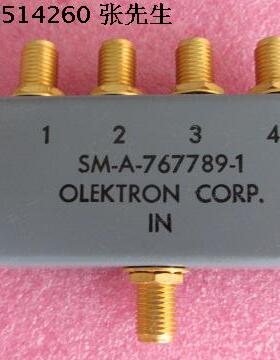 514260 张先生
1 2 3 4
SM-A-767789-1
OLEKTRON CORP.
IN